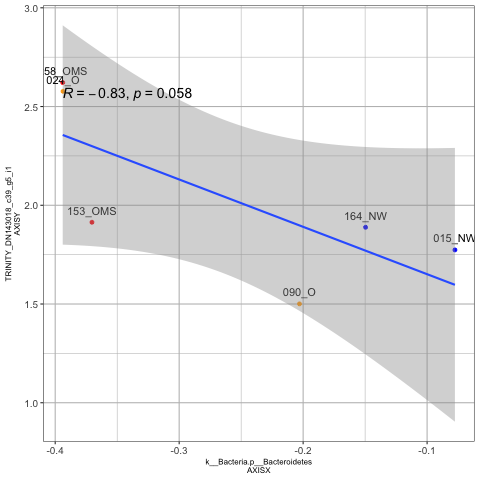 3.0
2.5
2.0
1.5
1.0
58_OMS
024_O
R = −0.83, p = 0.058
153_OMS
164_NW
015_NW
090_O
-0.4 -0.3 -0.2 -0.1
k__Bacteria.p__Bacteroidetes
AXISX
TRINITY_DN143018_c39_g5_i1
AXISY